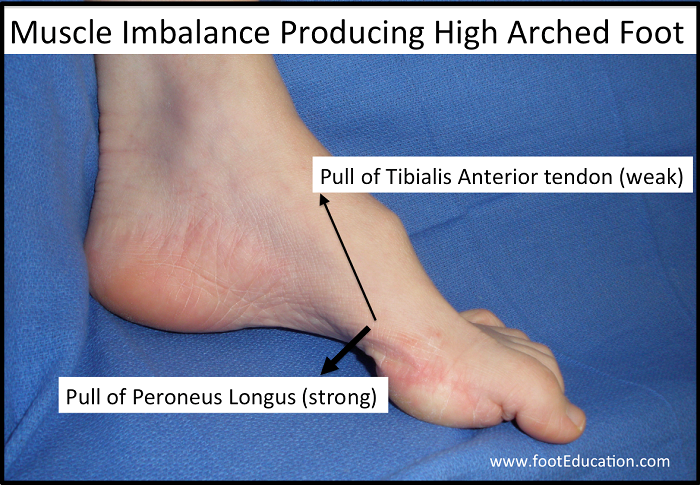 Muscle Imbalance Producing High Arched Foot
Pull of Tibialis Anterior tendon (weak)
Pull of Peroneus Longus (strong)
www.footEducation.com